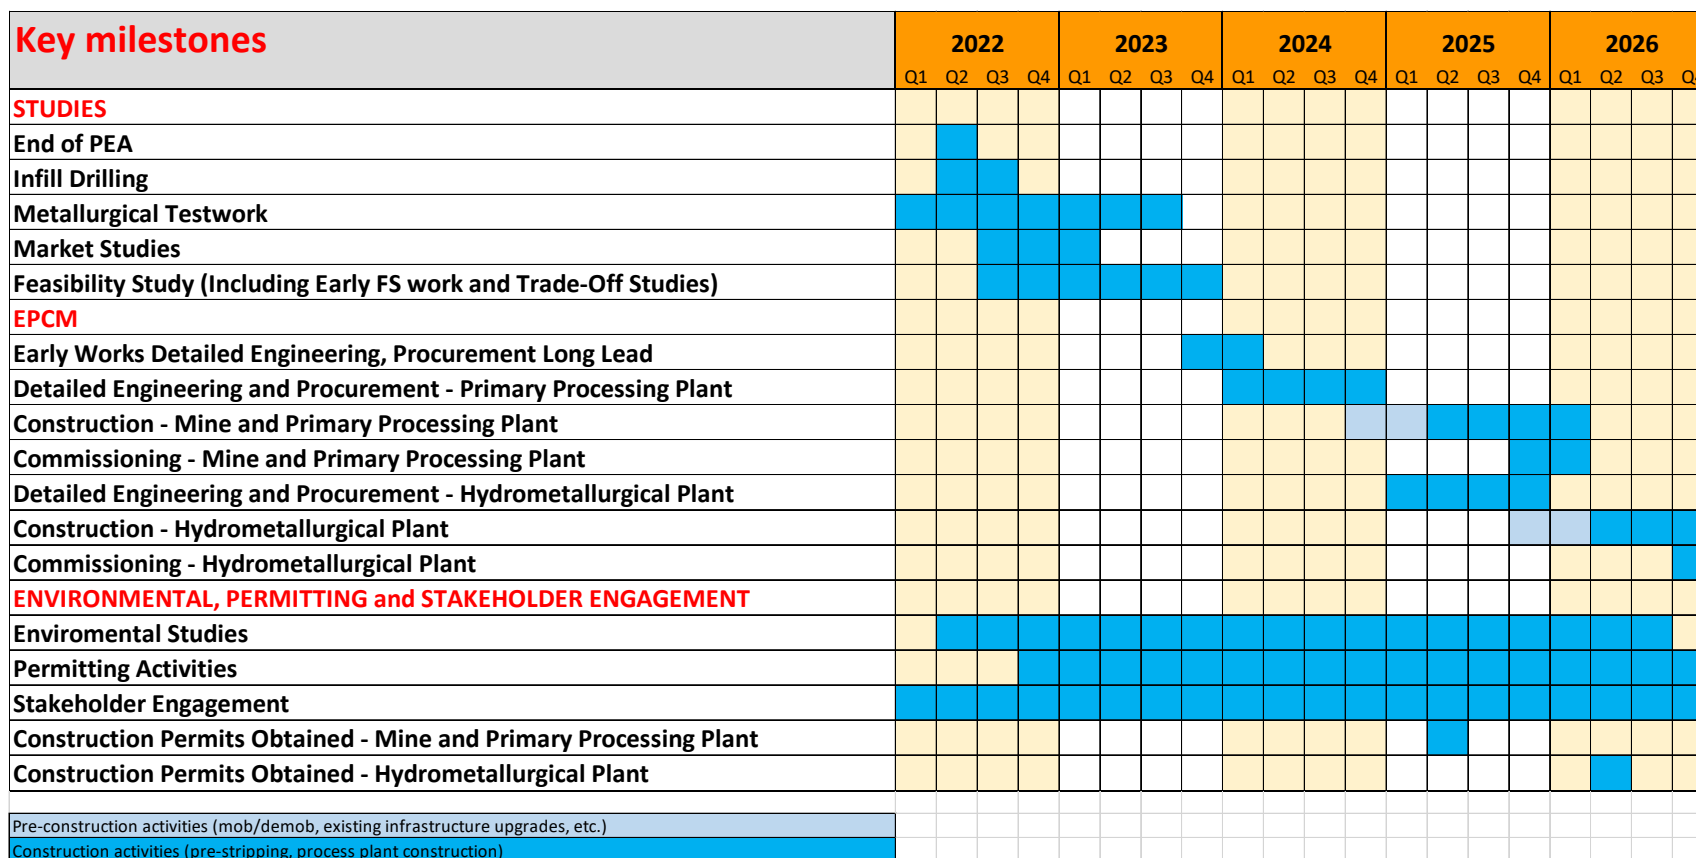 Key milestones
2022 2023 2024 2025 2026
Q1 Q2 Q3 Q4 Q1 Q2 Q3 Q4 Q1 Q2 Q3 Q4 Q1 Q2 Q3 Q4 Q1 Q2 Q3
STUDIES
End of PEA
Infill Drilling
Metallurgical Testwork
Market Studies
Feasibility Study (Including Early FS work and Trade-Off Studies)
EPCM
Early Works Detailed Engineering, Procurement Long Lead
Detailed Engineering and Procurement - Primary Processing Plant
Construction - Mine and Primary Processing Plant
Commissioning - Mine and Primary Processing Plant
Detailed Engineering and Procurement - Hydrometallurgical Plant
Construction - Hydrometallurgical Plant
Commissioning - Hydrometallurgical Plant
ENVIRONMENTAL, PERMITTING and STAKEHOLDER ENGAGEMENT
Enviromental Studies
Permitting Activities
Stakeholder Engagement
Construction Permits Obtained - Mine and Primary Processing Plant
Construction Permits Obtained - Hydrometallurgical Plant
Pre-construction activities (mob/demob, existing infrastructure upgrades, etc.)
Construction activities (pre-stripping, process plant construction)